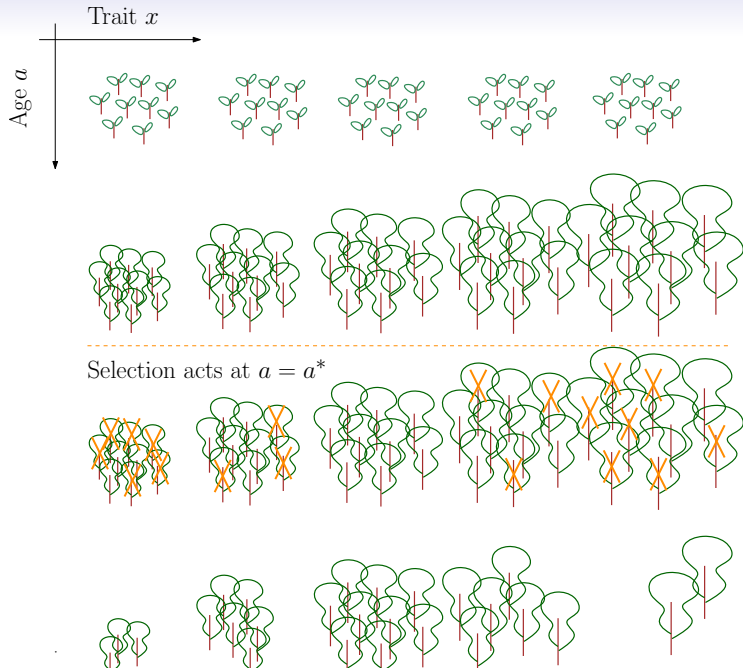 Trait x
Age a
Selection acts at a = a*